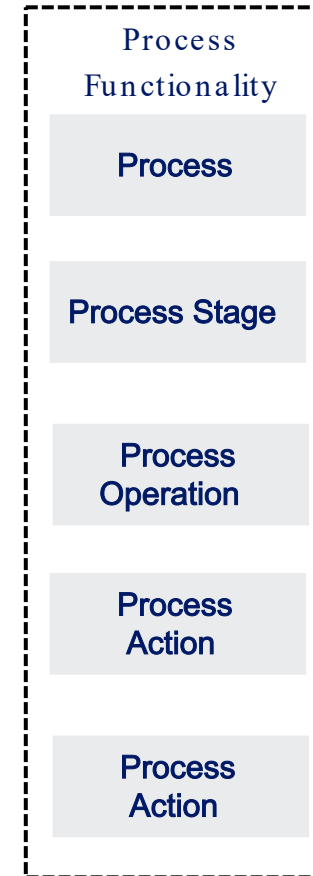 Process
Functionality
Process
Process Stage
Process
Operation
Process
Action
Process
Action